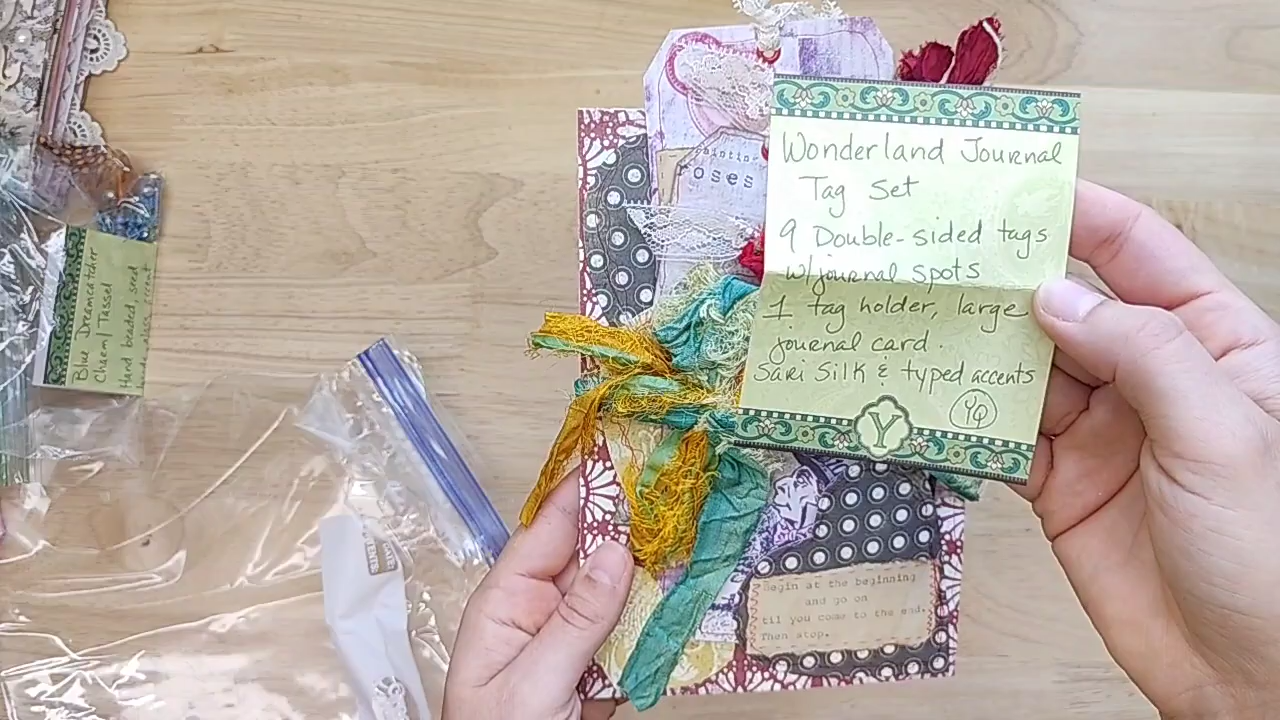 Wonderland Journal
Tag Set
9 Double-sided tags
w/journal spots
1 tag holder, large
journal card.
Sari Silk & typed accents
YQ
Y
roses
Begin at the beginning
and go on
til you come to the end.
Then stop.
Blue Dreamcatcher
Charm/Tassel
Hand beaded, seed